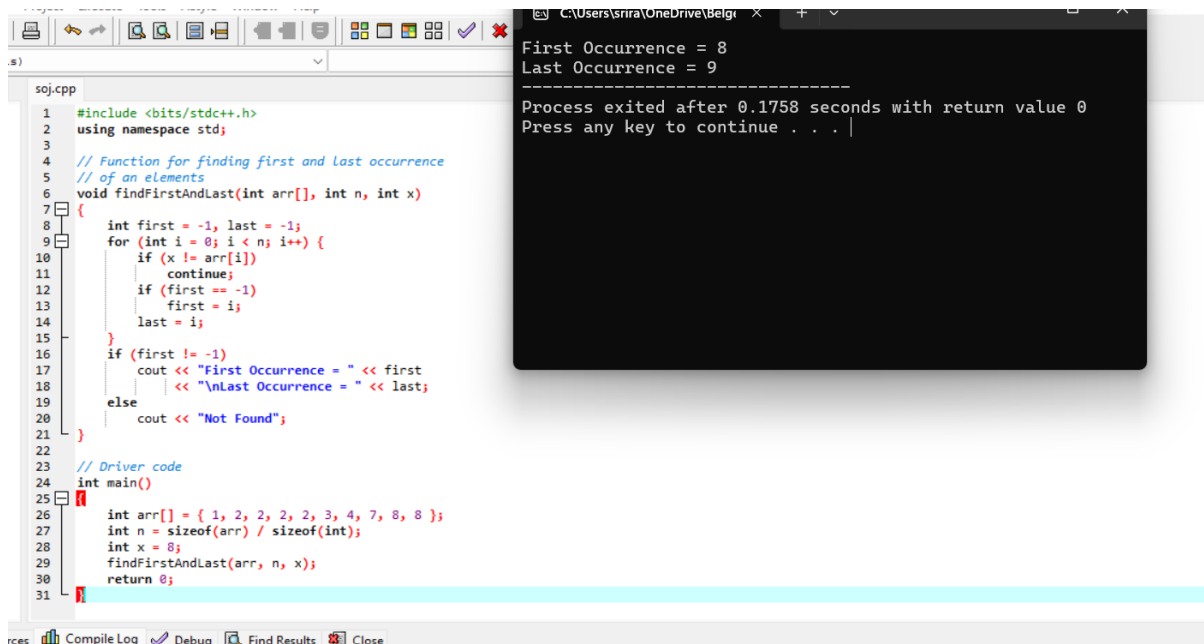 C:\Users\srira\OneDrive\Belge
First Occurrence = 8
Last Occurrence = 9
--------------------------------
Process exited after 0.1758 seconds with return value 0
Press any key to continue . . .
.s)
soj.cpp
1 #include <bits/stdc++.h>
2 using namespace std;
3
4 // Function for finding first and last occurrence
5 // of an elements
6 void findFirstAndLast(int arr[], int n, int x)
7 {
8 int first = -1, last = -1;
9 for (int i = 0; i < n; i++) {
10 if (x != arr[i])
11 continue;
12 if (first == -1)
13 first = i;
14 last = i;
15 }
16 if (first != -1)
17 cout << "First Occurrence = " << first
18 << "\nLast Occurrence = " << last;
19 else
20 cout << "Not Found";
21 }
22
23 // Driver code
24 int main()
25 {
26 int arr[] = { 1, 2, 2, 2, 2, 3, 4, 7, 8, 8 };
27 int n = sizeof(arr) / sizeof(int);
28 int x = 8;
29 findFirstAndLast(arr, n, x);
30 return 0;
31 }
rces Compile Log Debug Find Results Close